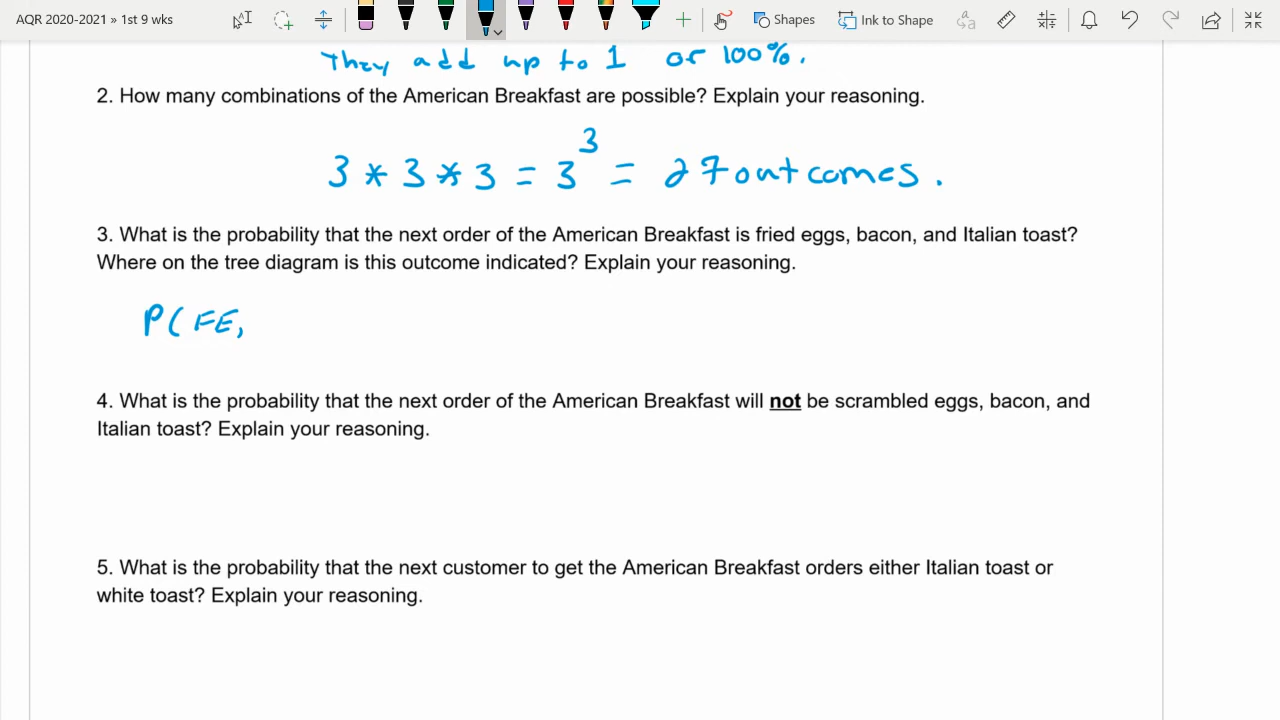 AQR 2020-2021 » 1st 9 wks
Shapes
Ink to Shape
They add up to 1 or 100%.
2. How many combinations of the American Breakfast are possible? Explain your reasoning.
3 * 3 * 3 = 3^3 = 27 outcomes.
3. What is the probability that the next order of the American Breakfast is fried eggs, bacon, and Italian toast?
Where on the tree diagram is this outcome indicated? Explain your reasoning.
P( FE,
4. What is the probability that the next order of the American Breakfast will not be scrambled eggs, bacon, and
Italian toast? Explain your reasoning.
5. What is the probability that the next customer to get the American Breakfast orders either Italian toast or
white toast? Explain your reasoning.